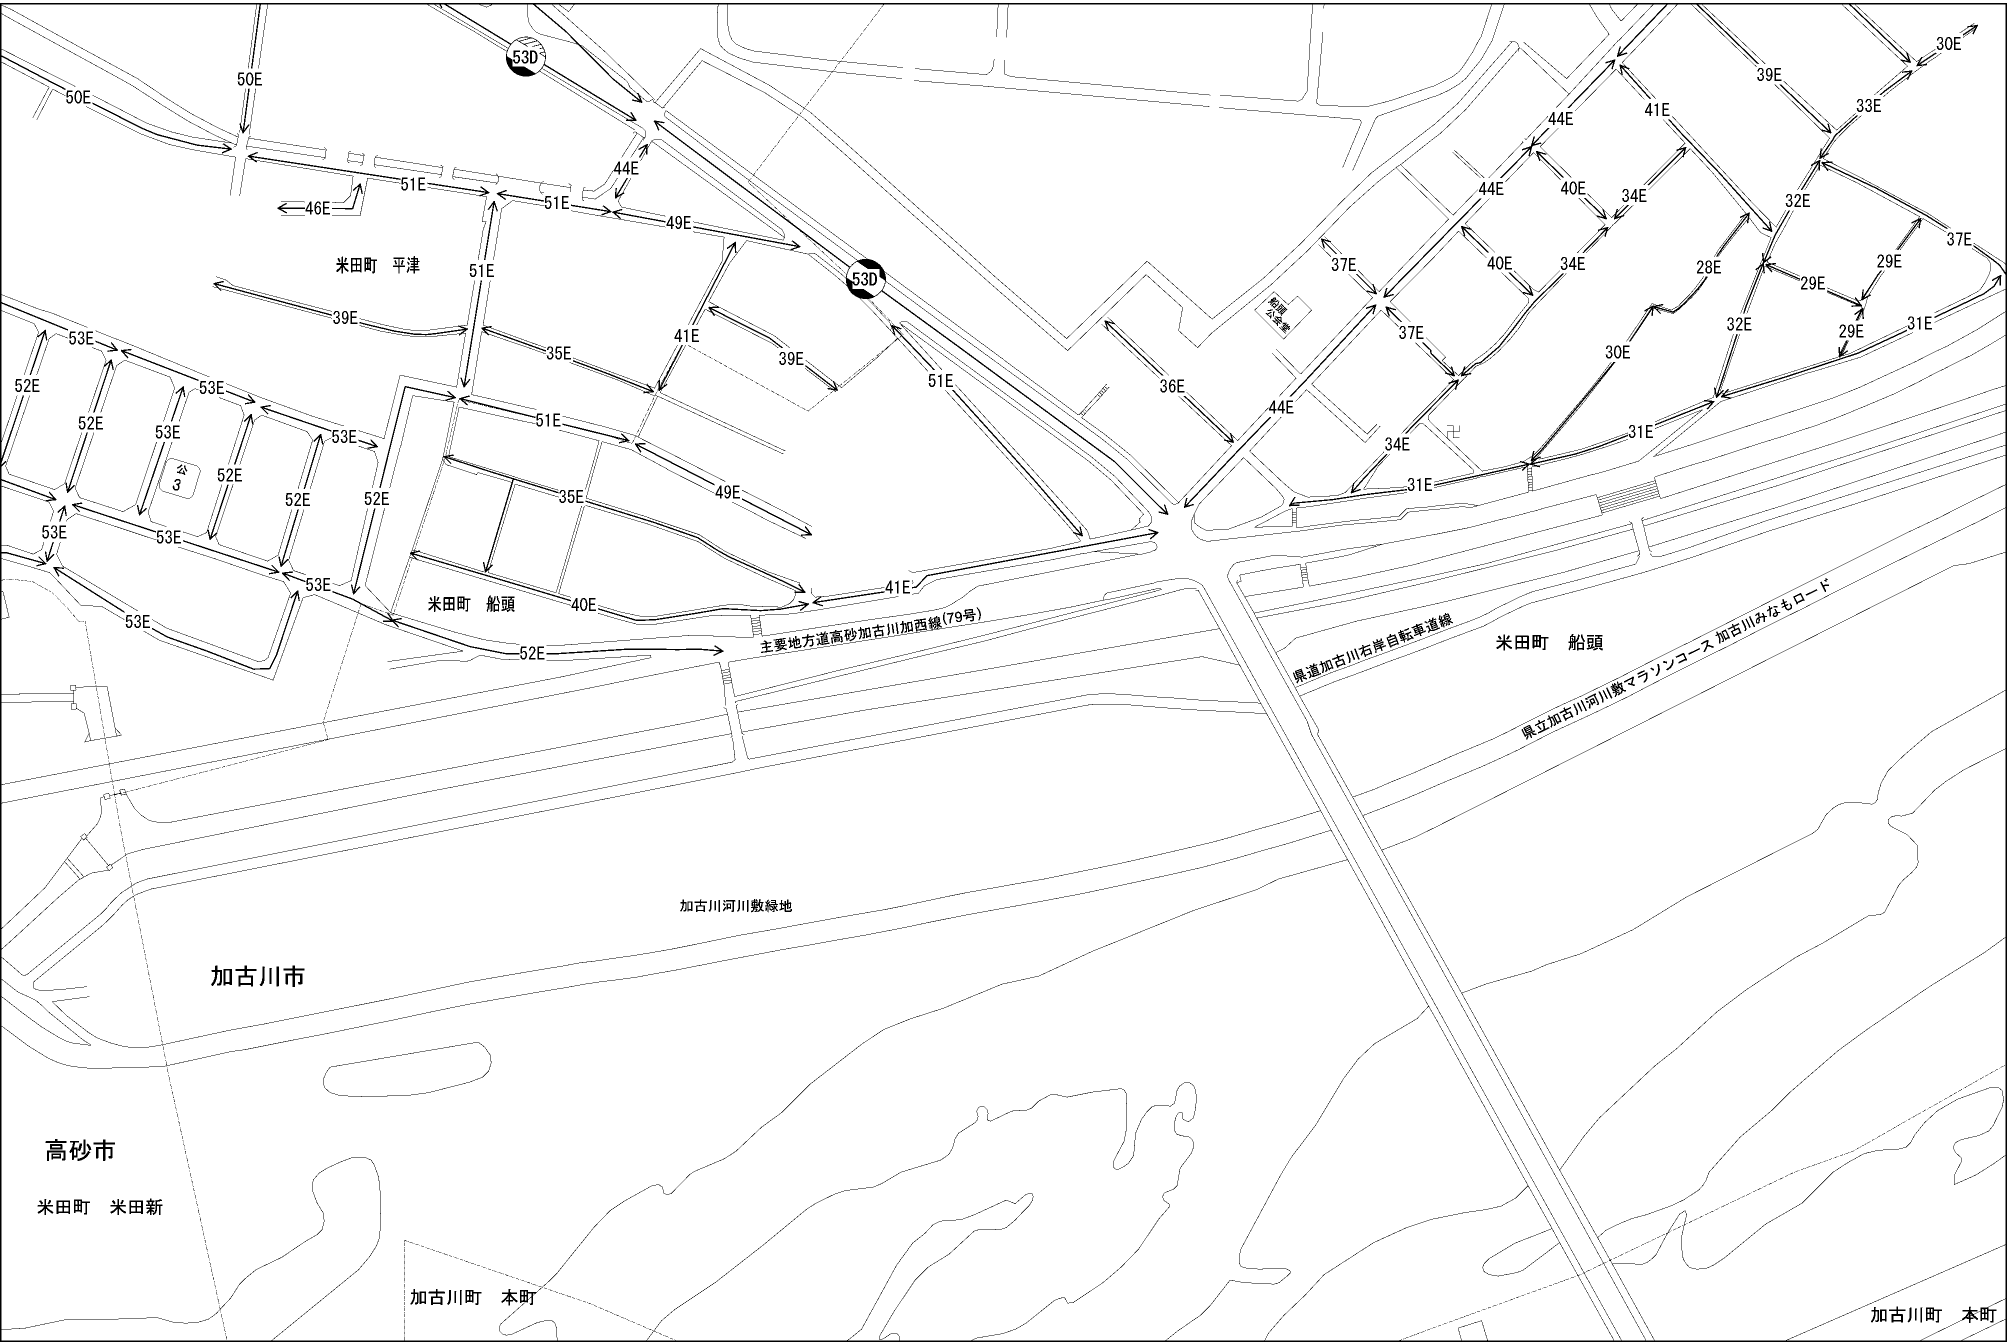 53D
30E
50E
39E
50E
33E
41E
44E
44E
51E
40E
44E
34E
51E
32E
46E
49E
37E
米田町　平津
37E
40E
34E
28E
29E
51E
53D
29E
船頭
公会堂
39E
31E
32E
29E
37E
41E
53E
35E
30E
39E
51E
36E
52E
53E
44E
52E
51E
53E
53E
31E
34E
公
3
52E
31E
49E
35E
52E
52E
53E
53E
53E
41E
米田町　船頭
40E
53E
主要地方道高砂加古川加西線(79号)
52E
県道加古川右岸自転車道線
米田町　船頭
県立加古川河川敷マラソンコース 加古川みなもロード
加古川河川敷緑地
加古川市
高砂市
米田町　米田新
加古川町　本町
加古川町　本町